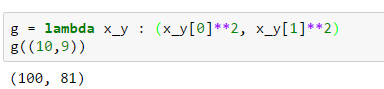 g = lambda x_y : (x_y[0]**2, x_y[1]**2)
g((10,9))
(100, 81)